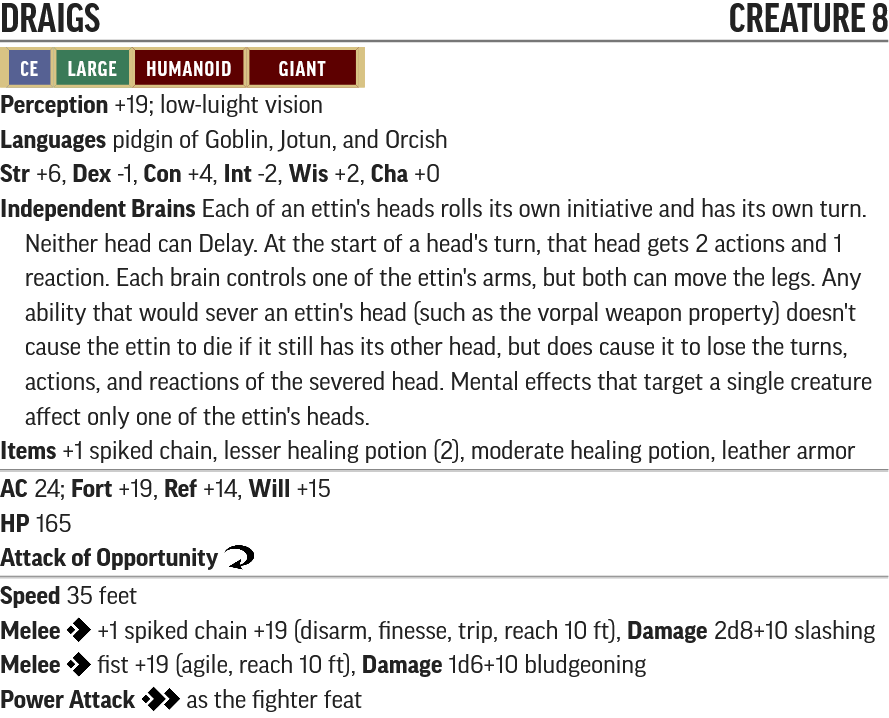 DRAIGS CREATURE 8
CE LARGE HUMANOID GIANT
Perception +19; low-luight vision
Languages pidgin of Goblin, Jotun, and Orcish
Str +6, Dex -1, Con +4, Int -2, Wis +2, Cha +0
Independent Brains Each of an ettin's heads rolls its own initiative and has its own turn.
Neither head can Delay. At the start of a head's turn, that head gets 2 actions and 1
reaction. Each brain controls one of the ettin's arms, but both can move the legs. Any
ability that would sever an ettin's head (such as the vorpal weapon property) doesn't
cause the ettin to die if it still has its other head, but does cause it to lose the turns,
actions, and reactions of the severed head. Mental effects that target a single creature
affect only one of the ettin's heads.
Items +1 spiked chain, lesser healing potion (2), moderate healing potion, leather armor
AC 24; Fort +19, Ref +14, Will +15
HP 165
Attack of Opportunity
Speed 35 feet
Melee +1 spiked chain +19 (disarm, finesse, trip, reach 10 ft), Damage 2d8+10 slashing
Melee fist +19 (agile, reach 10 ft), Damage 1d6+10 bludgeoning
Power Attack as the fighter feat